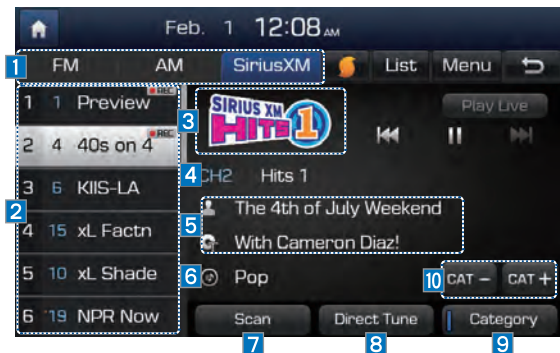 Feb. 1 12:08 AM
1 FM AM SiriusXM List Menu
2
1 1 Preview REC
2 4 40s on 4 REC
3 6 KIIS-LA
4 15 xL Factn
5 10 xL Shade
6 19 NPR Now
3 SIRIUS XM HITS 1
Play Live
4 CH2 Hits 1
5 The 4th of July Weekend
With Cameron Diaz!
6 Pop
10 CAT - CAT +
Scan Direct Tune Category
7 8 9